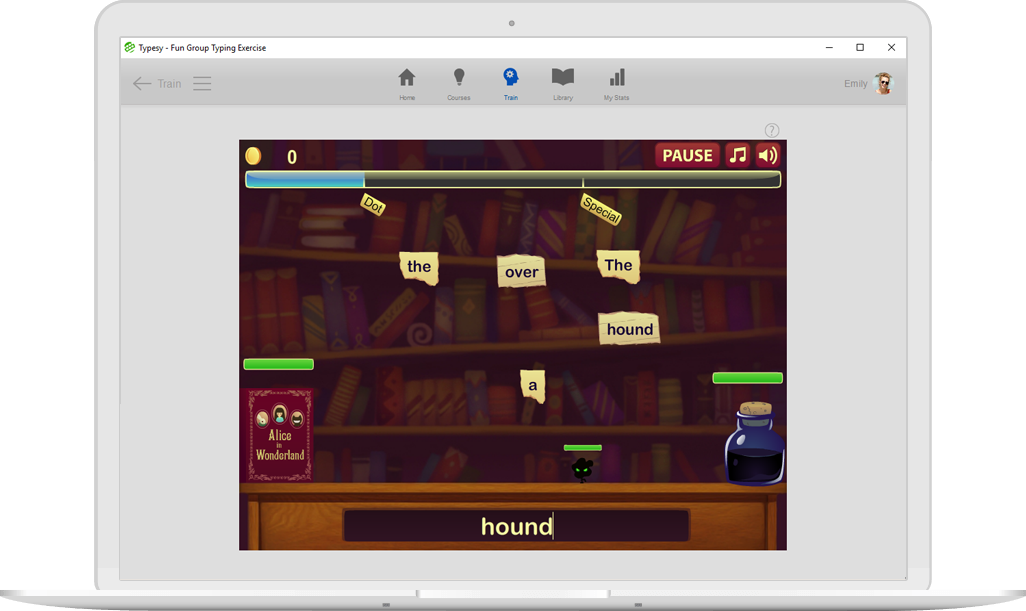 Typesy - Fun Group Typing Exercise
Train
Home Courses Train Library My Stats
Emily
?
0
PAUSE
Dot
Special
the
over
The
hound
a
Alice
in
Wonderland
hound